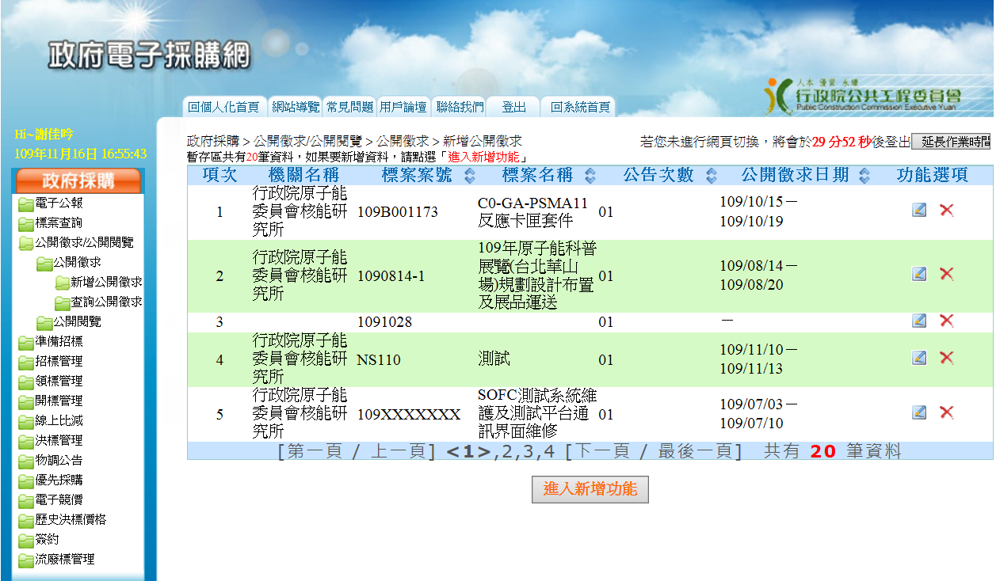 政府電子採購網
人本 優質 永續
行政院公共工程委員會
Public Construction Commission Executive Yuan
回個人化首頁 網站導覽 常見問題 用戶論壇 聯絡我們 登出 回系統首頁
Hi~謝佳吟
109年11月16日 16:55:43
政府採購
電子公報
標案查詢
公開徵求/公開閱覽
公開徵求
新增公開徵求
查詢公開徵求
公開閱覽
準備招標
招標管理
領標管理
開標管理
線上比減
決標管理
物調公告
優先採購
電子競價
歷史決標價格
簽約
流廢標管理
政府採購 > 公開徵求/公開閱覽 > 公開徵求 > 新增公開徵求
若您未進行網頁切換，將會於29 分52 秒後登出 延長作業時間
暫存區共有20筆資料，如果要新增資料，請點選「進入新增功能」
項次 機關名稱 標案案號 標案名稱 公告次數 公開徵求日期 功能選項
1 行政院原子能委員會核能研究所 109B001173 C0-GA-PSMA11反應卡匣套件 01 109/10/15－109/10/19
2 行政院原子能委員會核能研究所 1090814-1 109年原子能科普展覽(台北華山場)規劃設計布置及展品運送 01 109/08/14－109/08/20
3 1091028 01 －
4 行政院原子能委員會核能研究所 NS110 測試 01 109/11/10－109/11/13
5 行政院原子能委員會核能研究所 109XXXXXXX SOFC測試系統維護及測試平台通訊界面維修 01 109/07/03－109/07/10
[第一頁 / 上一頁] <1>,2,3,4 [下一頁 / 最後一頁] 共有 20 筆資料
進入新增功能